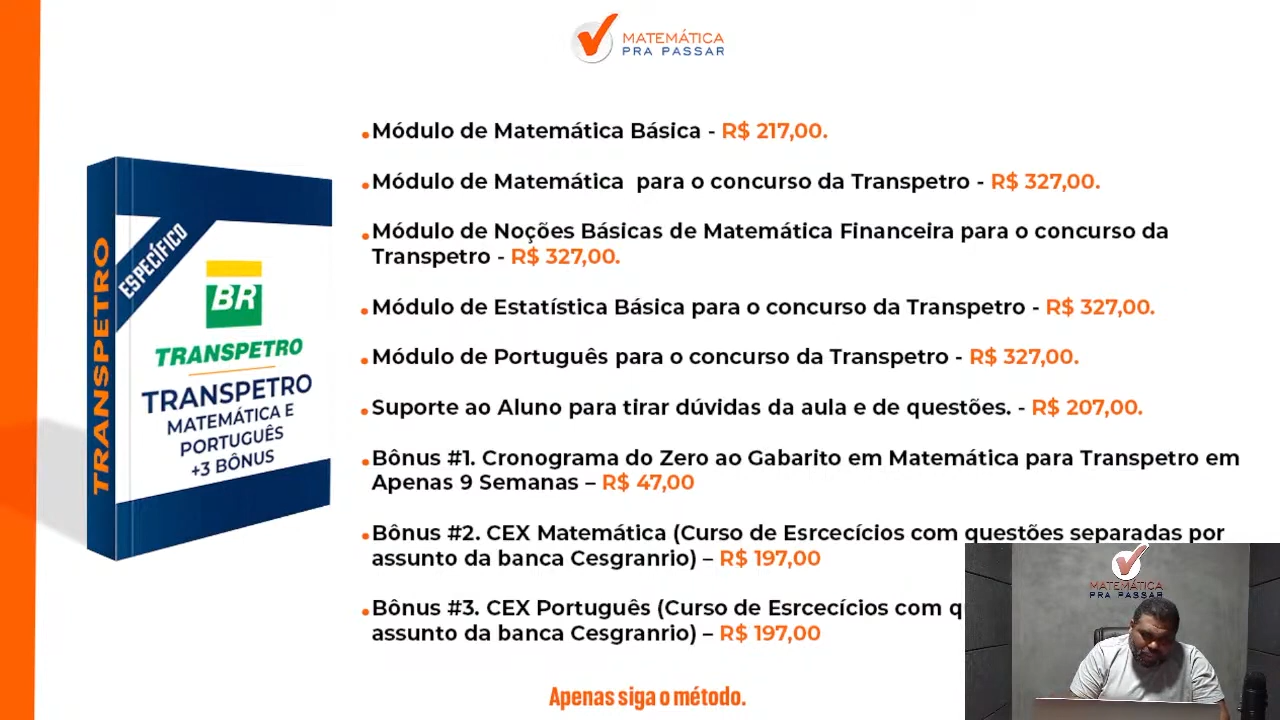 MATEMÁTICA
PRA PASSAR
• Módulo de Matemática Básica - R$ 217,00.
• Módulo de Matemática para o concurso da Transpetro - R$ 327,00.
• Módulo de Noções Básicas de Matemática Financeira para o concurso da
Transpetro - R$ 327,00.
• Módulo de Estatística Básica para o concurso da Transpetro - R$ 327,00.
• Módulo de Português para o concurso da Transpetro - R$ 327,00.
• Suporte ao Aluno para tirar dúvidas da aula e de questões. - R$ 207,00.
• Bônus #1. Cronograma do Zero ao Gabarito em Matemática para Transpetro em
Apenas 9 Semanas – R$ 47,00
• Bônus #2. CEX Matemática (Curso de Esrcecícios com questões separadas por
assunto da banca Cesgranrio) – R$ 197,00
• Bônus #3. CEX Português (Curso de Esrcecícios com q
assunto da banca Cesgranrio) – R$ 197,00
Apenas siga o método.
TRANSPETRO
ESPECÍFICO
BR
TRANSPETRO
TRANSPETRO
MATEMÁTICA E
PORTUGUÊS
+3 BÔNUS
MATEMÁTICA
PRA PASSAR